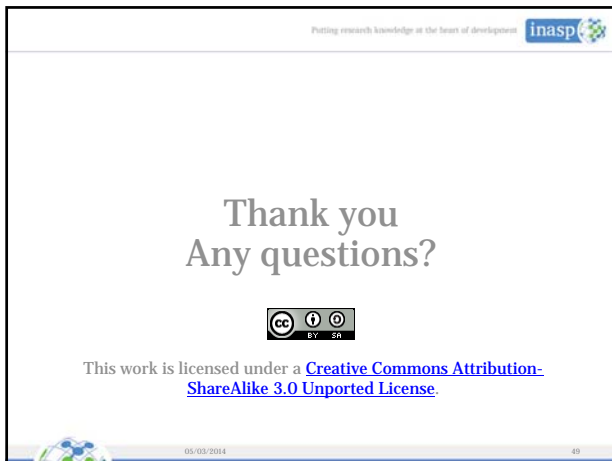 Putting research knowledge at the heart of development
inasp
Thank you
Any questions?
cc
BY SA
This work is licensed under a Creative Commons Attribution-
ShareAlike 3.0 Unported License.
05/03/2014 49